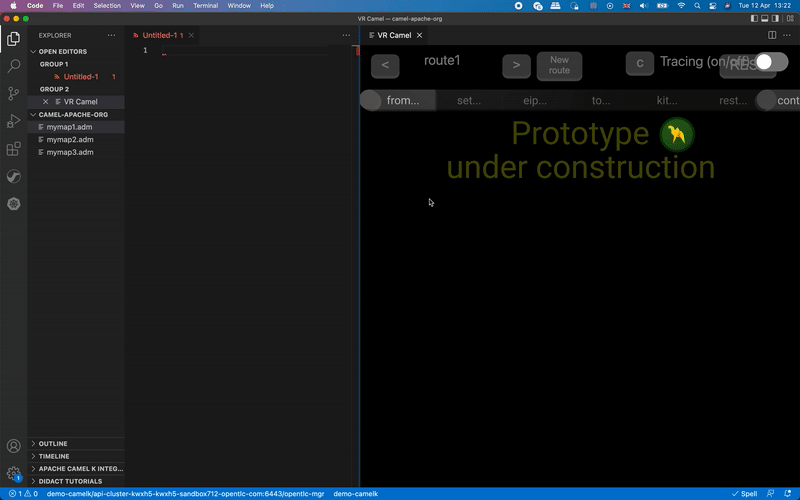 Code File Edit Selection View Go Run Terminal Window Help Tue 12 Apr 13:22
VR Camel — camel-apache-org
EXPLORER
OPEN EDITORS
GROUP 1
Untitled-1 1
GROUP 2
VR Camel
CAMEL-APACHE-ORG
mymap1.adm
mymap2.adm
mymap3.adm
OUTLINE
TIMELINE
APACHE CAMEL K INTEG...
DIDACT TUTORIALS
Untitled-1 1
1
VR Camel
< route1 > New route C Tracing (on/off)
from... set... eip... to... kit... rest... cont
Prototype
under construction
1
1 0 demo-camelk/api-cluster-kwxh5-kwxh5-sandbox712-opentlc-com:6443/opentlc-mgr demo-camelk Spell